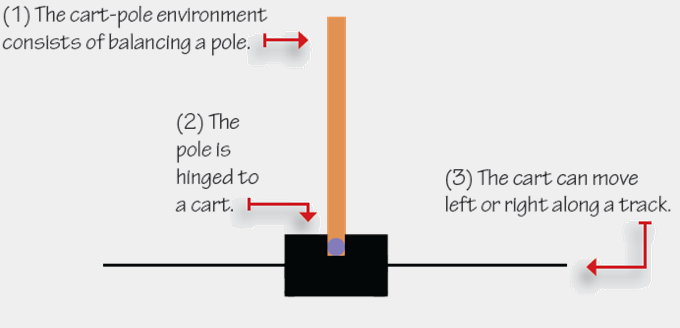 (1) The cart-pole environment
consists of balancing a pole.
(2) The
pole is
hinged to
a cart.
(3) The cart can move
left or right along a track.